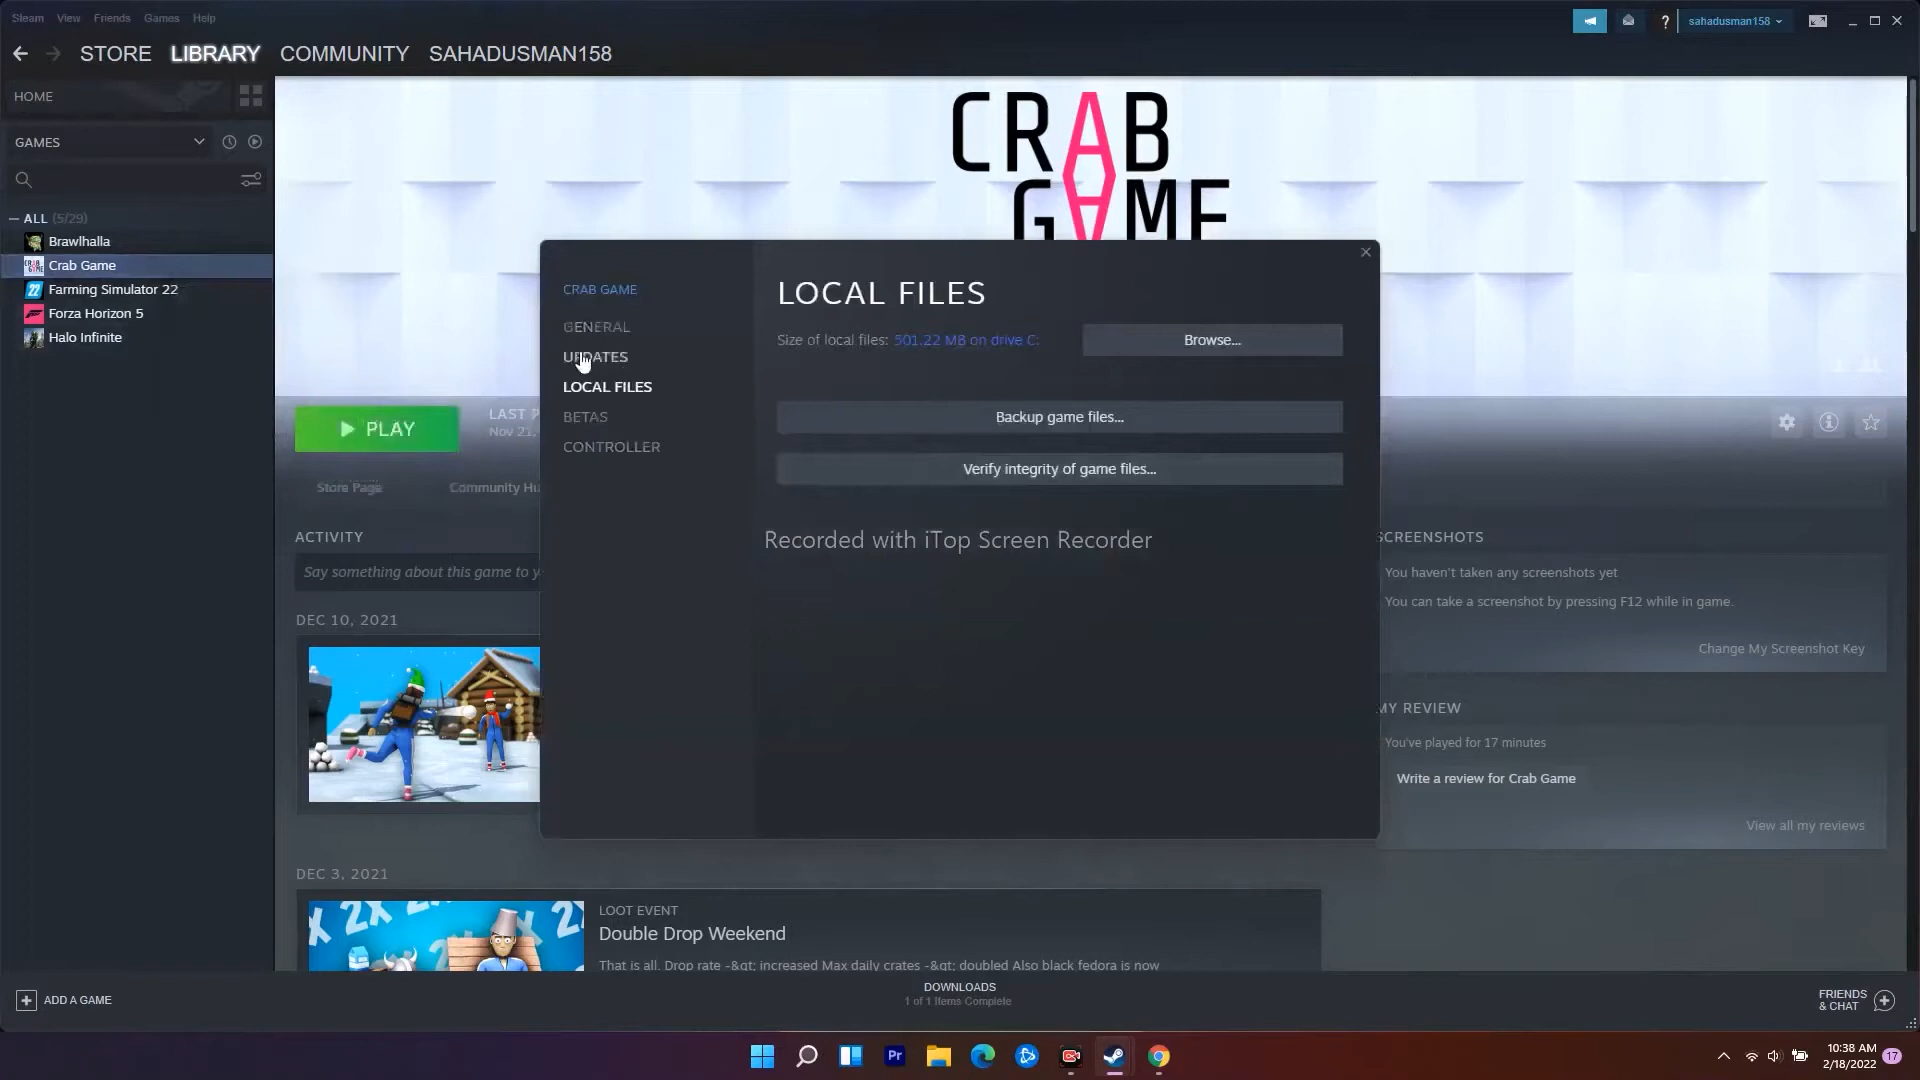 Steam View Friends Games Help
sahadusman158
STORE LIBRARY COMMUNITY SAHADUSMAN158
HOME
GAMES
ALL (5/29)
Brawlhalla
Crab Game
Farming Simulator 22
Forza Horizon 5
Halo Infinite
CRAB
GAME
CRAB GAME
GENERAL
UPDATES
LOCAL FILES
BETAS
CONTROLLER
LOCAL FILES
Size of local files: 501.22 MB on drive C:
Browse...
Backup game files...
Verify integrity of game files...
Recorded with iTop Screen Recorder
PLAY
LAST
Nov 21,
Store Page
Community Hu
ACTIVITY
Say something about this game to y
DEC 10, 2021
DEC 3, 2021
2X 2X
LOOT EVENT
Double Drop Weekend
That is all. Drop rate -&gt; increased Max daily crates -&gt; doubled Also black fedora is now
SCREENSHOTS
You haven't taken any screenshots yet
You can take a screenshot by pressing F12 while in game.
Change My Screenshot Key
MY REVIEW
You've played for 17 minutes
Write a review for Crab Game
View all my reviews
ADD A GAME
DOWNLOADS
1 of 1 Items Complete
FRIENDS
& CHAT
Pr
10:38 AM
2/18/2022
17